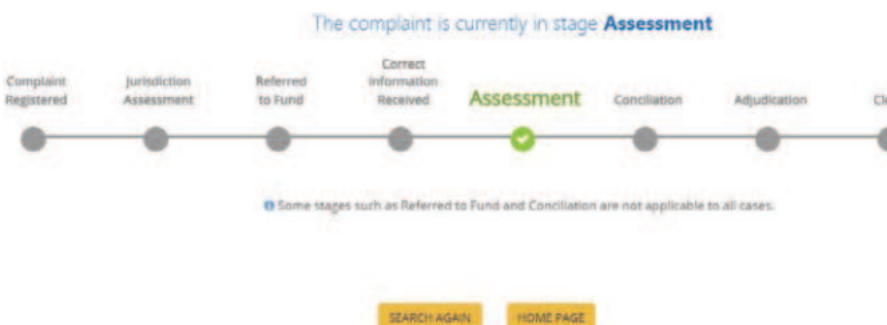 The complaint is currently in stage Assessment
Complaint Registered
Jurisdiction Assessment
Referred to Fund
Correct Information Received
Assessment
Conciliation
Adjudication
Some stages such as Referred to Fund and Conciliation are not applicable to all cases.
SEARCH AGAIN
HOME PAGE